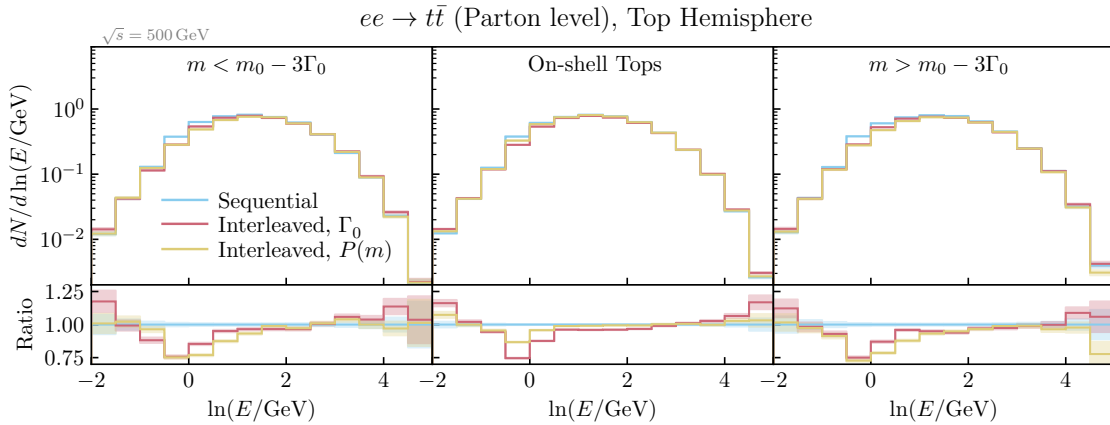 ee → tt̄ (Parton level), Top Hemisphere
√s = 500 GeV
m < m₀ − 3Γ₀
On-shell Tops
m > m₀ − 3Γ₀
dN/d ln(E/GeV)
10⁰
10⁻¹
10⁻²
Sequential
Interleaved, Γ₀
Interleaved, P(m)
Ratio
1.25
1.00
0.75
−2 0 2 4 −2 0 2 4 −2 0 2 4
ln(E/GeV) ln(E/GeV) ln(E/GeV)